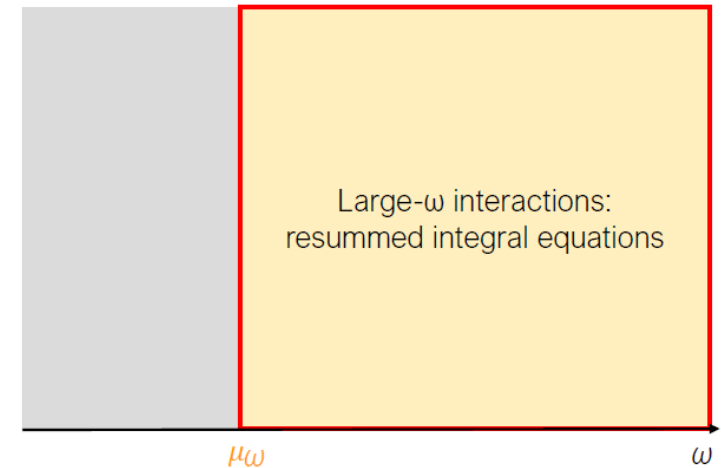 Large-ω interactions:
resummed integral equations
μω
ω